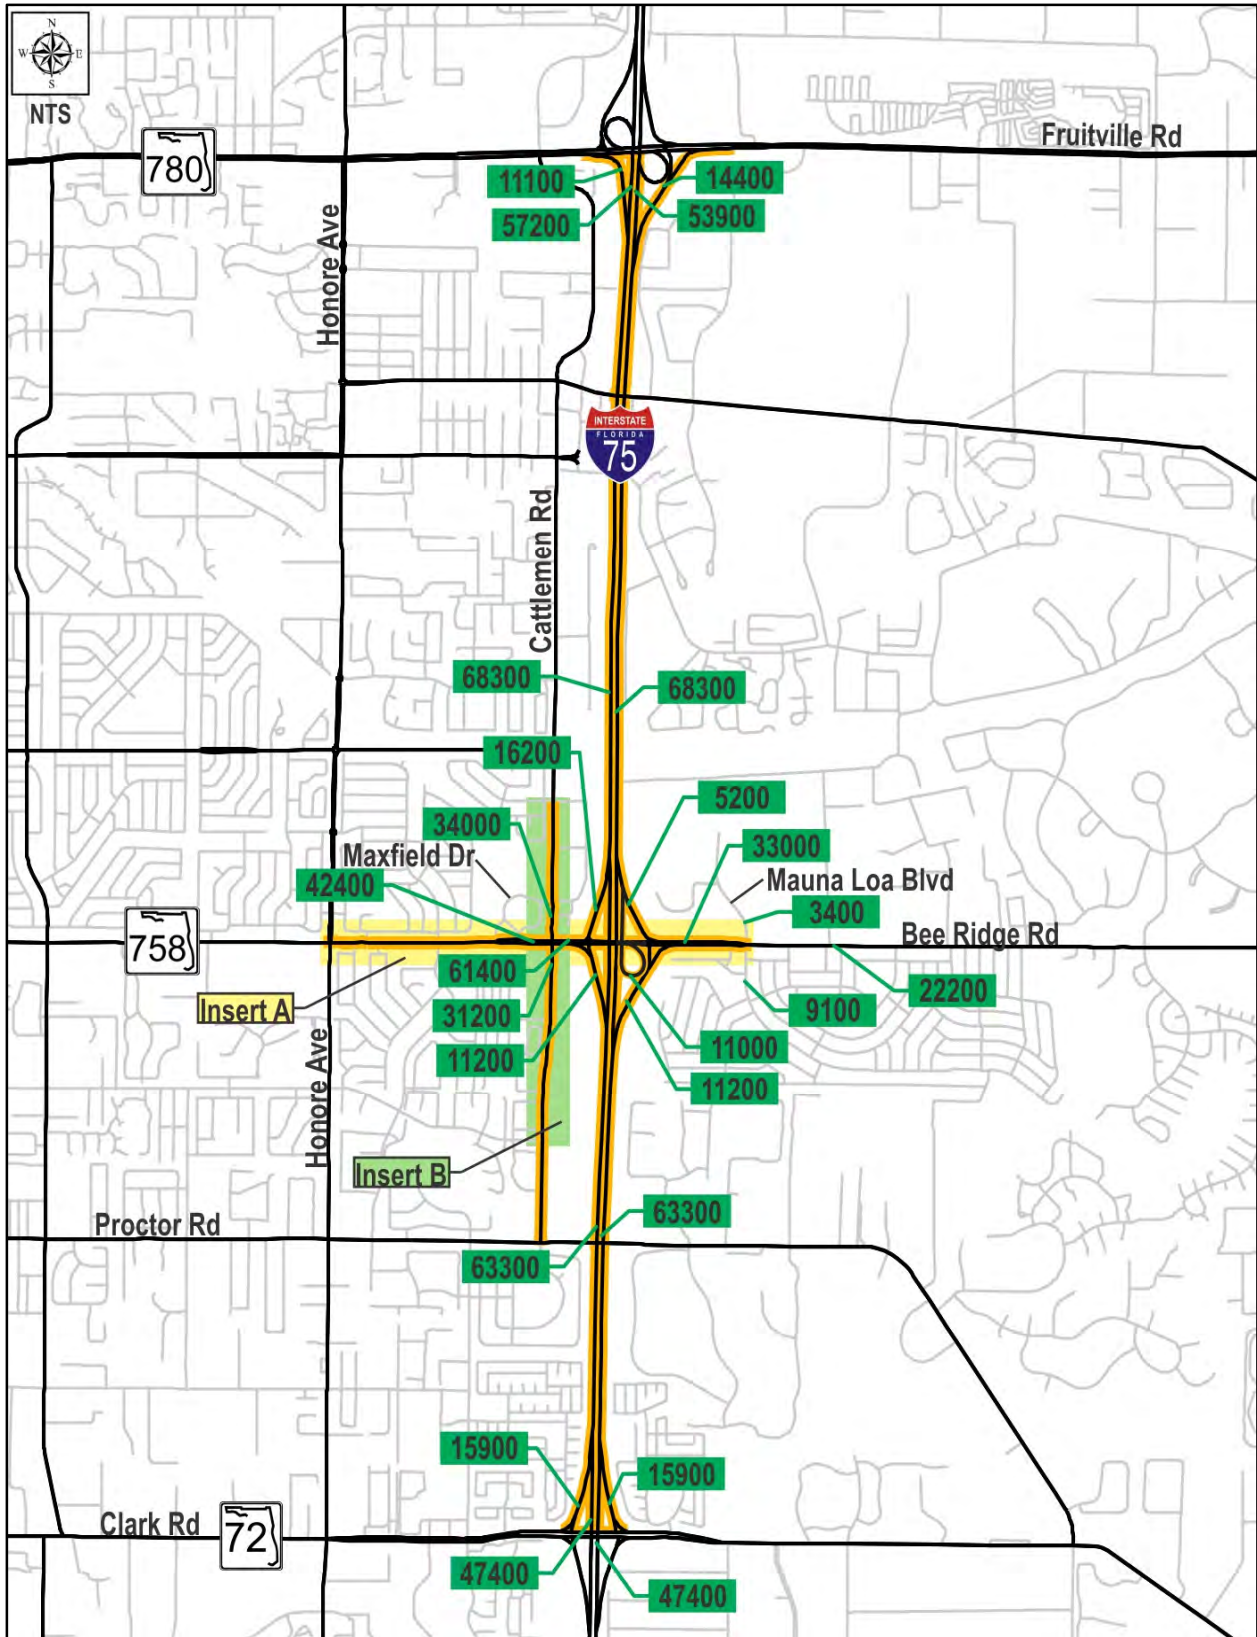 N
W E
S
NTS
780
Fruitville Rd
11100
14400
57200
53900
Honore Ave
INTERSTATE
FLORIDA
75
Cattlemen Rd
68300
68300
16200
5200
34000
33000
Maxfield Dr
42400
Mauna Loa Blvd
3400
758
Bee Ridge Rd
61400
22200
Insert A
31200
9100
11200
11000
11200
Honore Ave
Insert B
Proctor Rd
63300
63300
15900
15900
Clark Rd
72
47400
47400